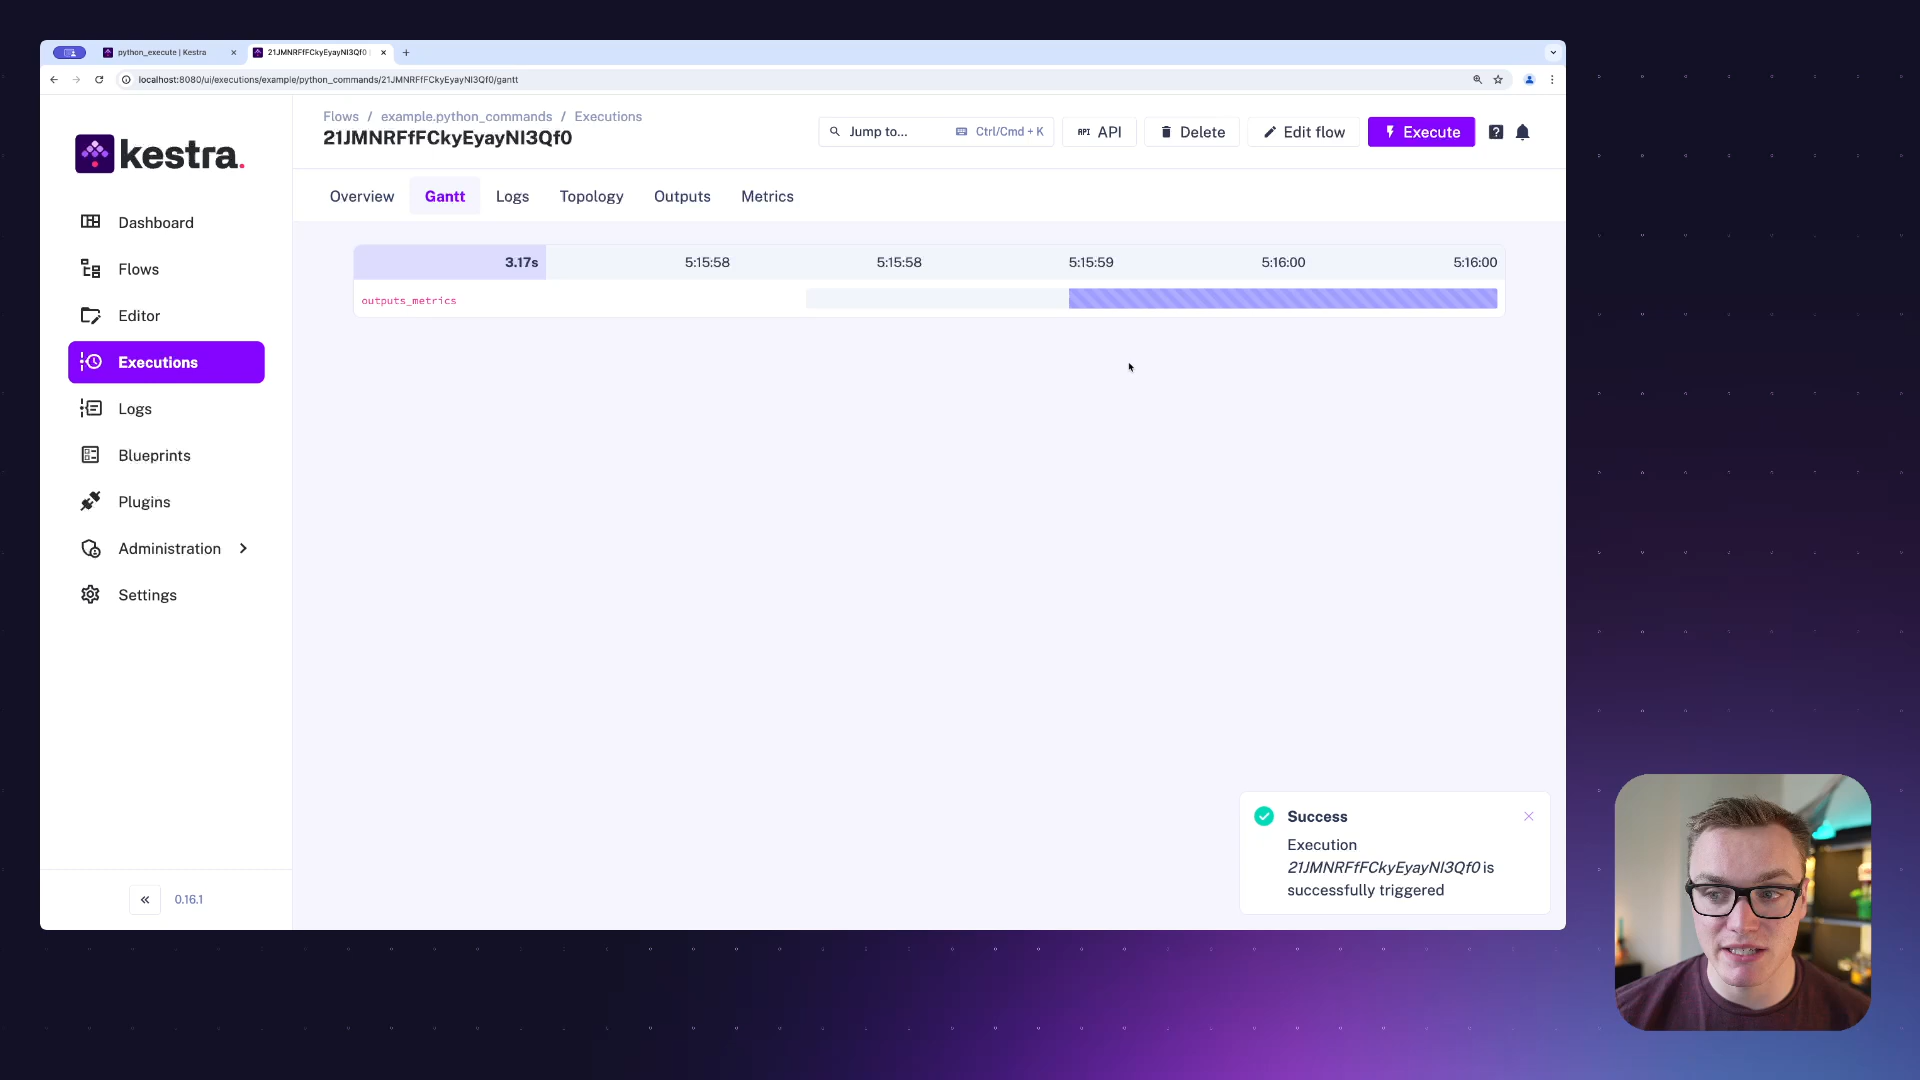 python_execute | Kestra
21JMNRFfFCkyEyayNI3Qf0
localhost:8080/ui/executions/example/python_commands/21JMNRFfFCkyEyayNI3Qf0/gantt
kestra.
Dashboard
Flows
Editor
Executions
Logs
Blueprints
Plugins
Administration
Settings
0.16.1
Flows / example.python_commands / Executions
21JMNRFfFCkyEyayNI3Qf0
Jump to... Ctrl/Cmd + K
API API
Delete
Edit flow
Execute
Overview
Gantt
Logs
Topology
Outputs
Metrics
3.17s 5:15:58 5:15:58 5:15:59 5:16:00 5:16:00
outputs_metrics
Success
Execution
21JMNRFfFCkyEyayNI3Qf0 is
successfully triggered